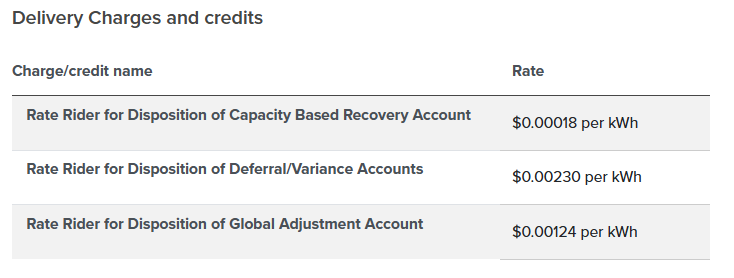 Delivery Charges and credits
Charge/credit name Rate
Rate Rider for Disposition of Capacity Based Recovery Account $0.00018 per kWh
Rate Rider for Disposition of Deferral/Variance Accounts $0.00230 per kWh
Rate Rider for Disposition of Global Adjustment Account $0.00124 per kWh